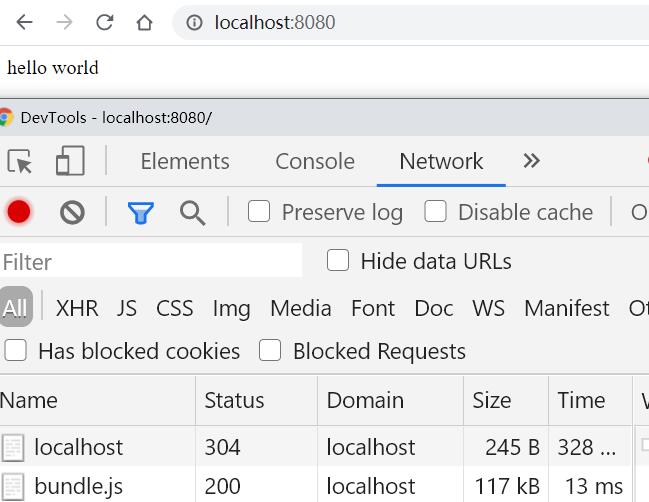 localhost:8080
hello world
DevTools - localhost:8080/
Elements Console Network »
Preserve log Disable cache
Filter Hide data URLs
All XHR JS CSS Img Media Font Doc WS Manifest
Has blocked cookies Blocked Requests
Name Status Domain Size Time
localhost 304 localhost 245 B 328 ...
bundle.js 200 localhost 117 kB 13 ms